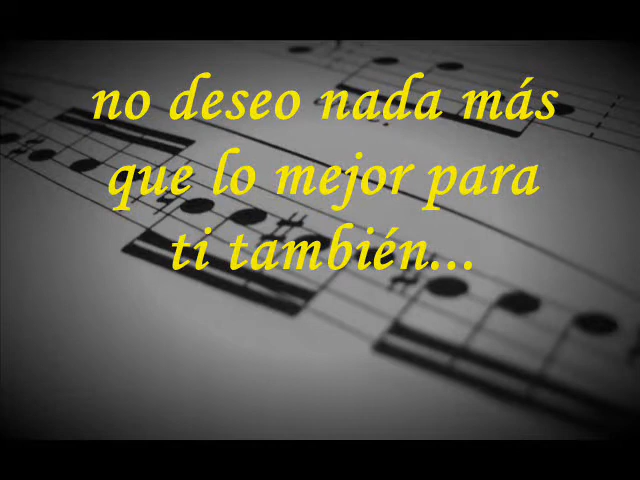 no deseo nada más
que lo mejor para
ti también...